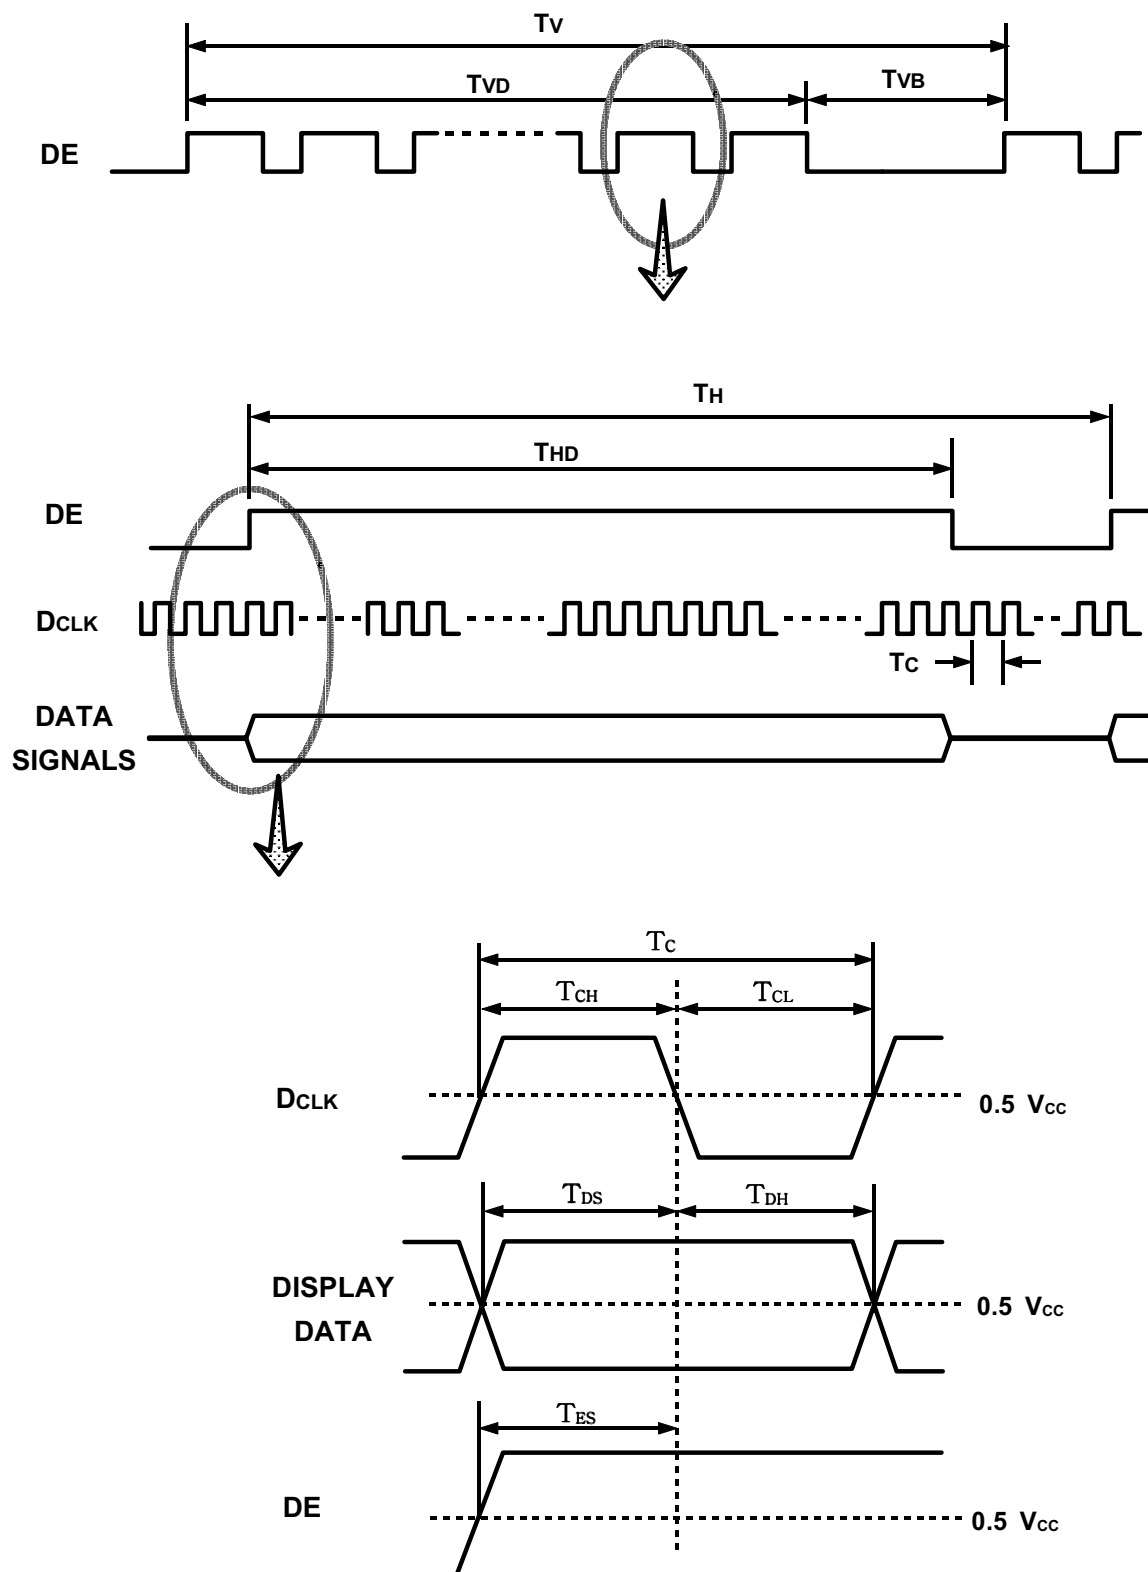 TV
TVD
TVB
DE
TH
THD
DE
DCLK
TC
DATA
SIGNALS
TC
TCH
TCL
DCLK
0.5 VCC
TDS
TDH
DISPLAY
DATA
0.5 VCC
TES
DE
0.5 VCC